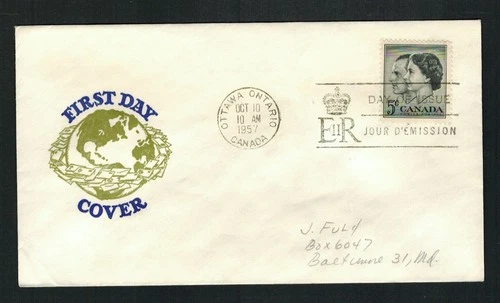 FIRST DAY
COVER
OTTAWA ONTARIO
OCT 10
10 AM
1957
CANADA
EIIR
DAY OF ISSUE
JOUR D'ÉMISSION
5¢
CANADA
J. Fuld
Box 6047
Baltimore 31, Md.